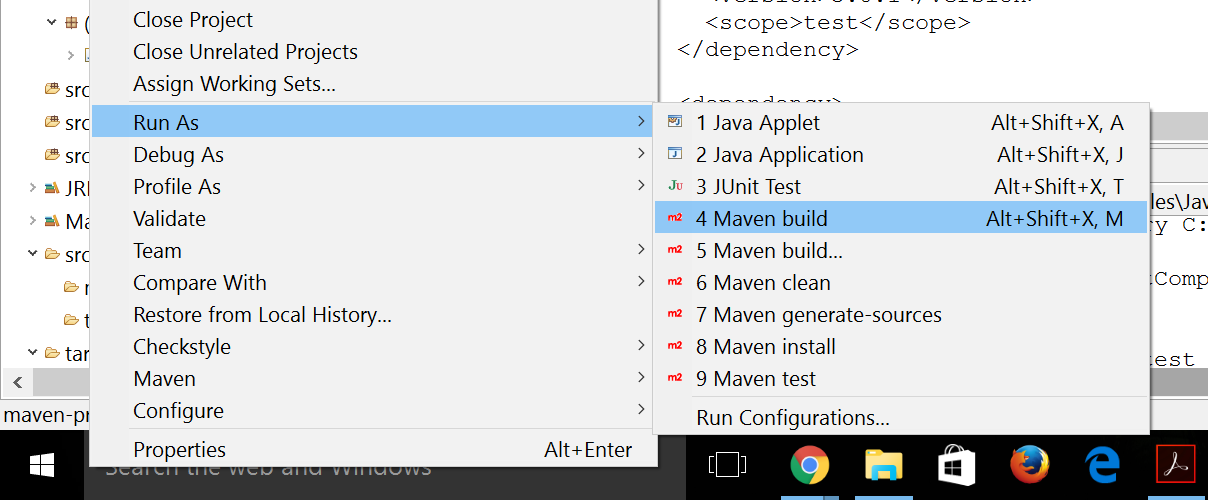 Close Project
Close Unrelated Projects
Assign Working Sets...
Run As
Debug As
Profile As
Validate
Team
Compare With
Restore from Local History...
Checkstyle
Maven
Configure
Properties Alt+Enter
1 Java Applet Alt+Shift+X, A
2 Java Application Alt+Shift+X, J
3 JUnit Test Alt+Shift+X, T
4 Maven build Alt+Shift+X, M
5 Maven build...
6 Maven clean
7 Maven generate-sources
8 Maven install
9 Maven test
Run Configurations...
<scope>test</scope>
</dependency>
<dependency>
src
src
src
JR
Ma
src
tar
maven-pr
les\Jav
ry C:
Comp
test
Search the web and Windows